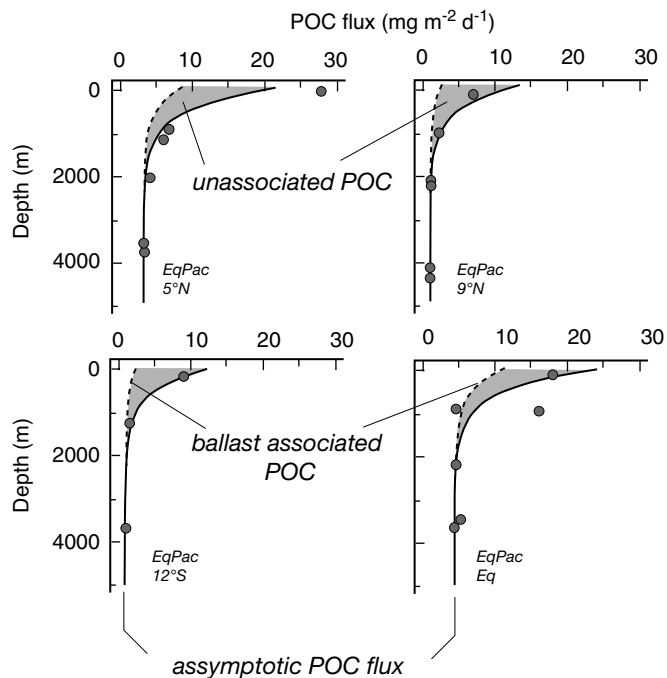 POC flux (mg m-2 d-1)
0 10 20 30
0 10 20 30
0
2000
4000
Depth (m)
unassociated POC
EqPac
5°N
EqPac
9°N
0 10 20 30
0 10 20 30
0
2000
4000
Depth (m)
ballast associated
POC
EqPac
12°S
EqPac
Eq
assymptotic POC flux